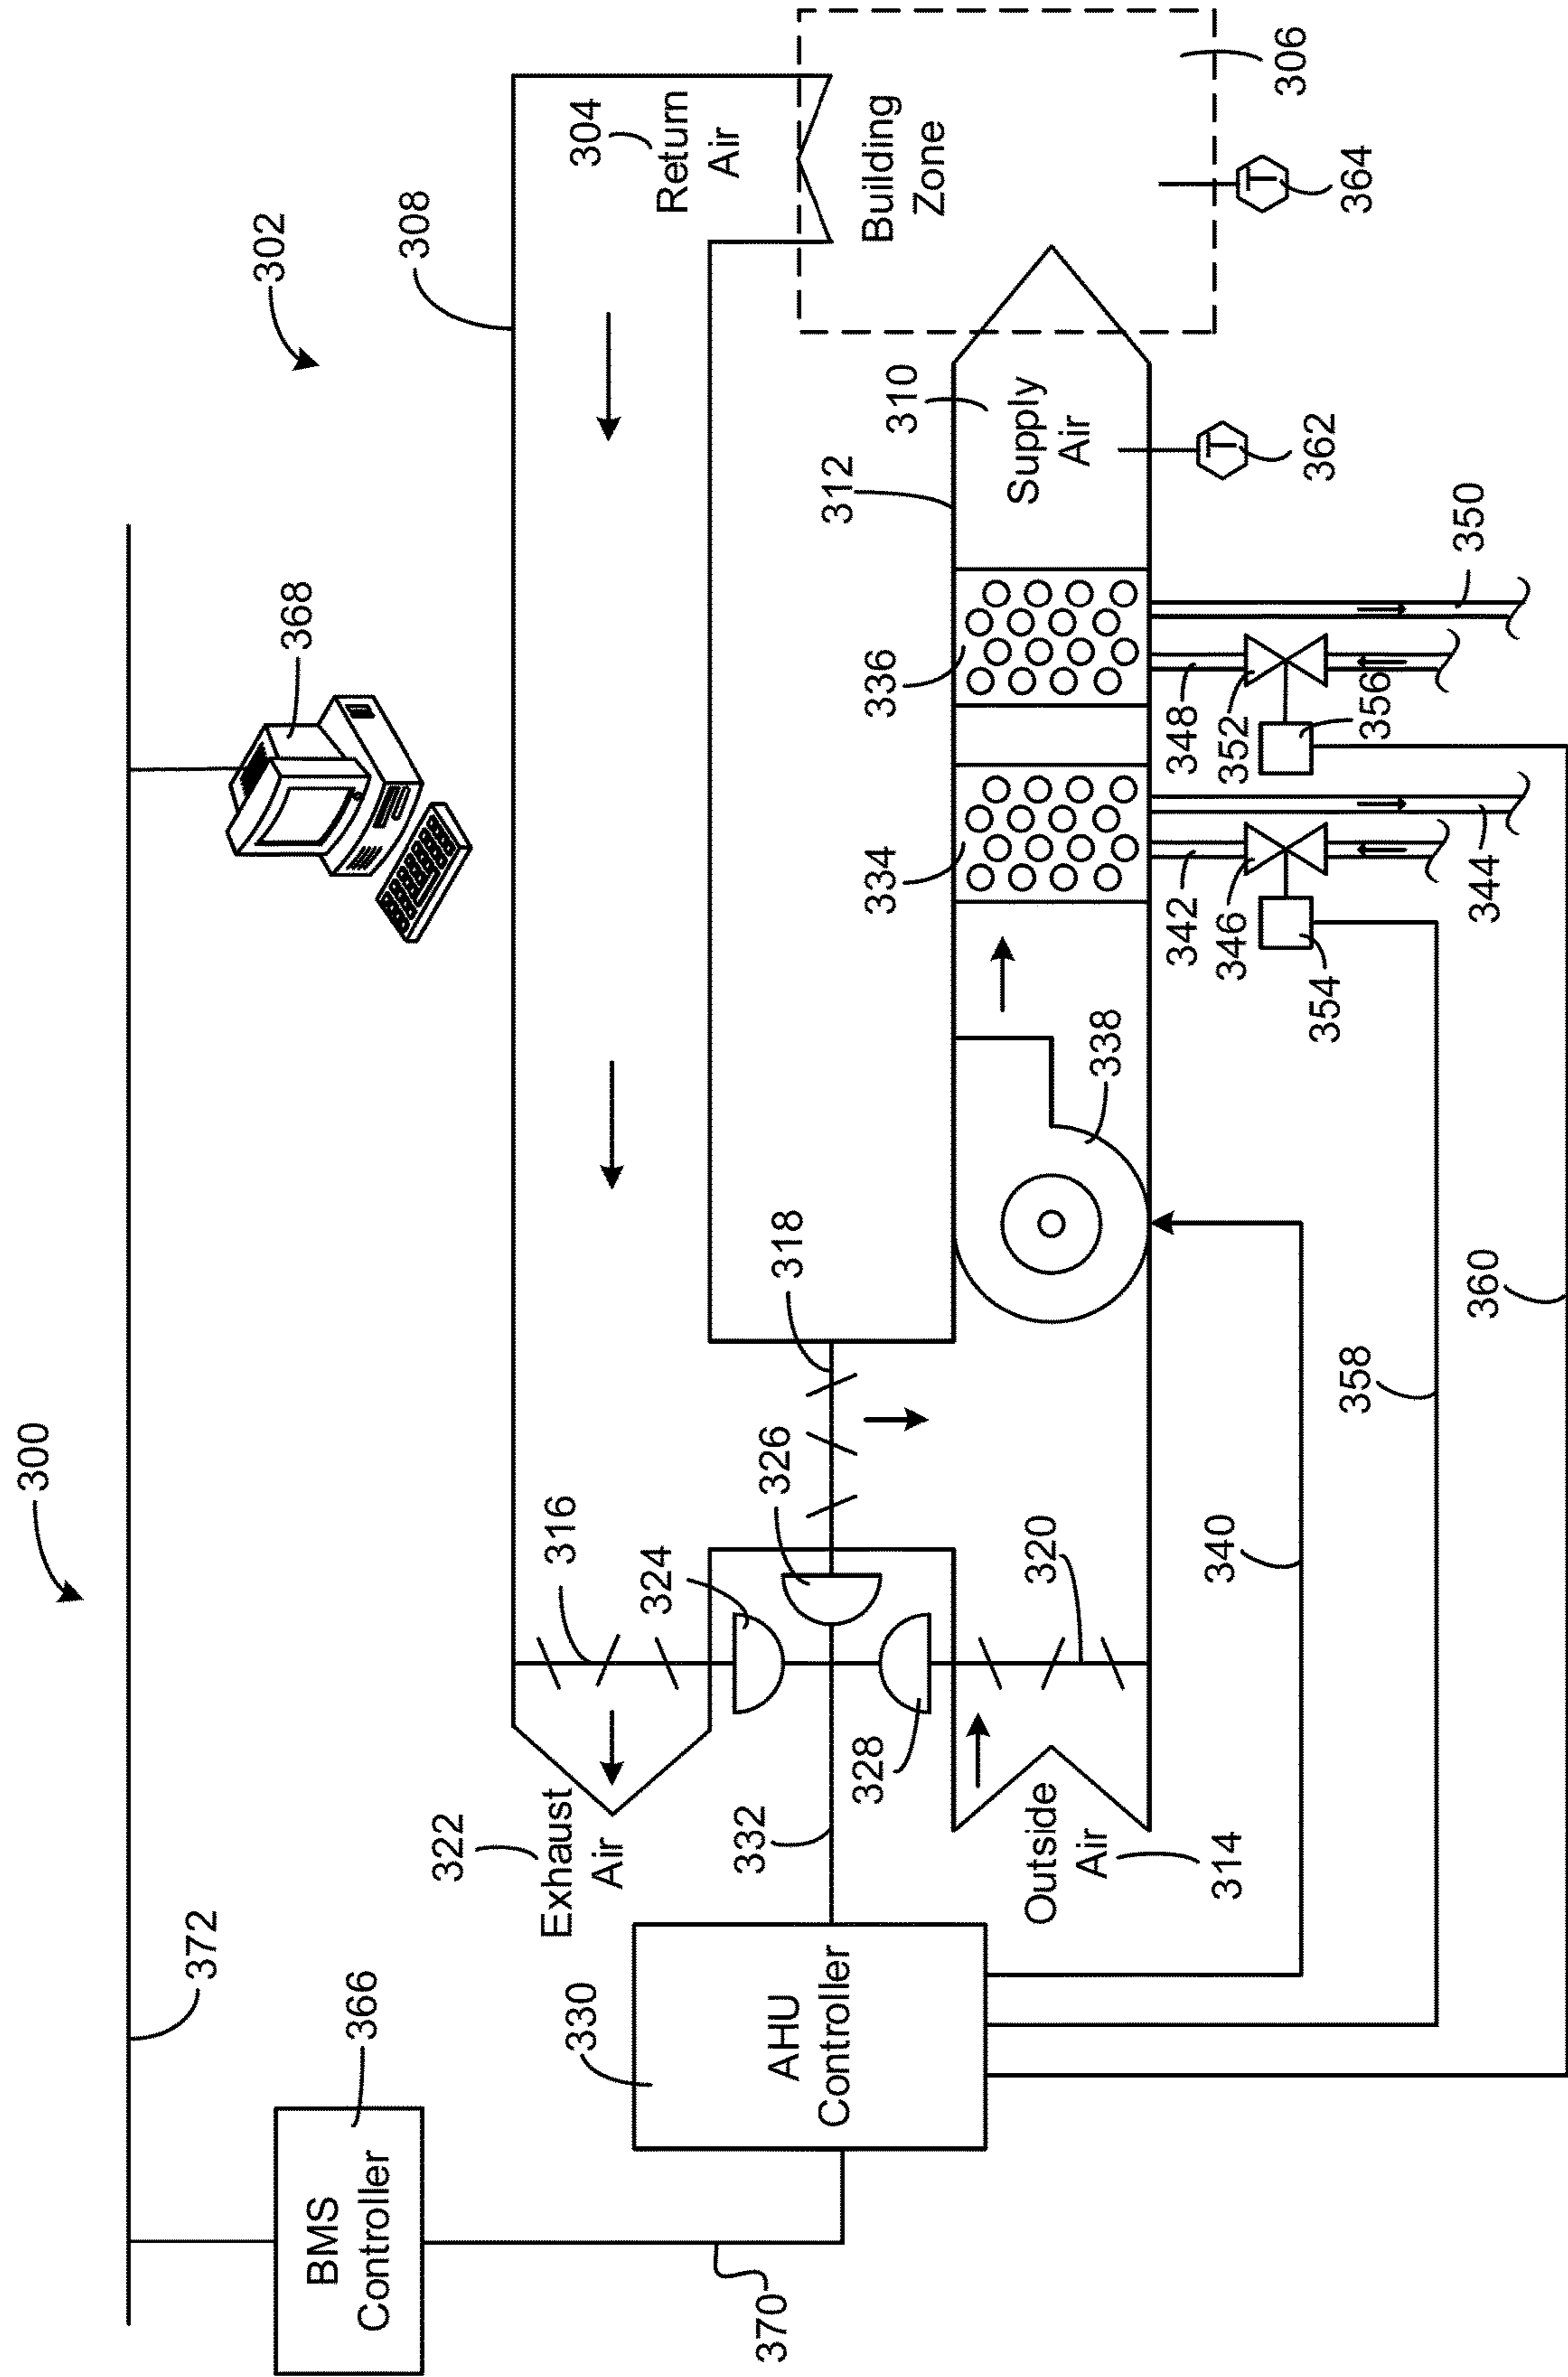 300
372
BMS
Controller
366
368
302
308
370
330
AHU
Controller
322
Exhaust
Air
316
324
332
326
318
328
Outside
Air
314
320
304
Return
Air
Building
Zone
306
312
310
Supply
Air
338
334
336
340
342
346
354
344
348
352
356
350
358
360
362
T
364
T